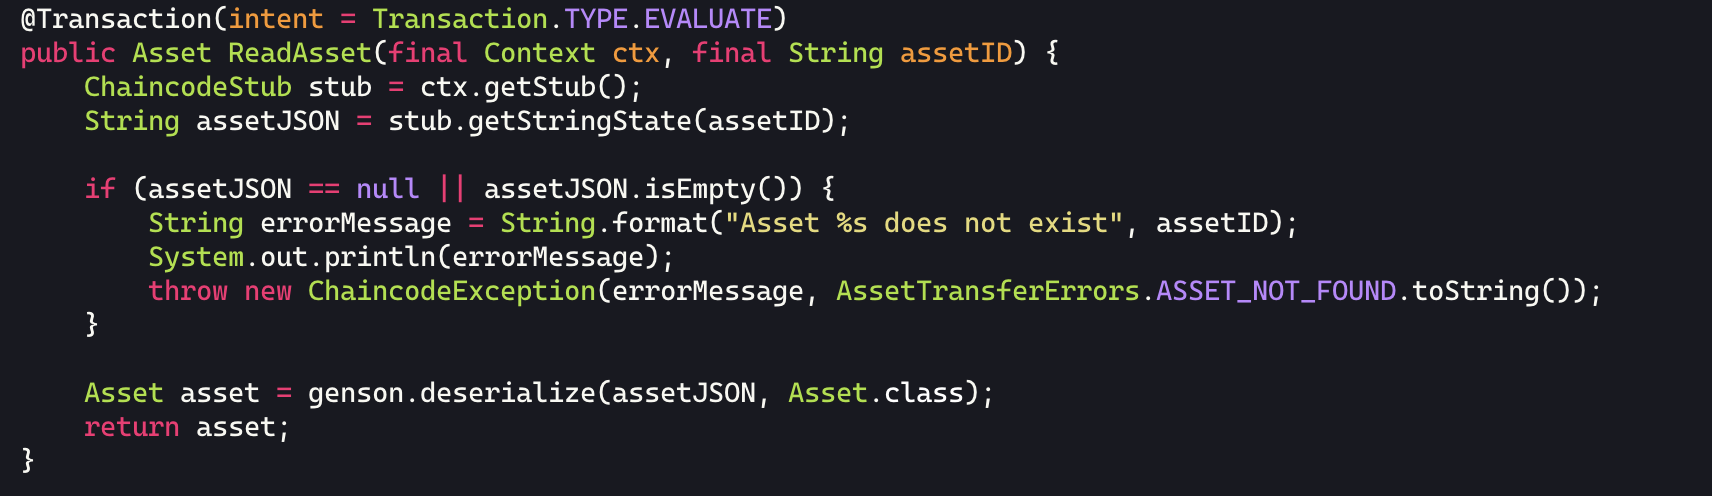 @Transaction(intent = Transaction.TYPE.EVALUATE)
public Asset ReadAsset(final Context ctx, final String assetID) {
    ChaincodeStub stub = ctx.getStub();
    String assetJSON = stub.getStringState(assetID);

    if (assetJSON == null || assetJSON.isEmpty()) {
        String errorMessage = String.format("Asset %s does not exist", assetID);
        System.out.println(errorMessage);
        throw new ChaincodeException(errorMessage, AssetTransferErrors.ASSET_NOT_FOUND.toString());
    }

    Asset asset = genson.deserialize(assetJSON, Asset.class);
    return asset;
}